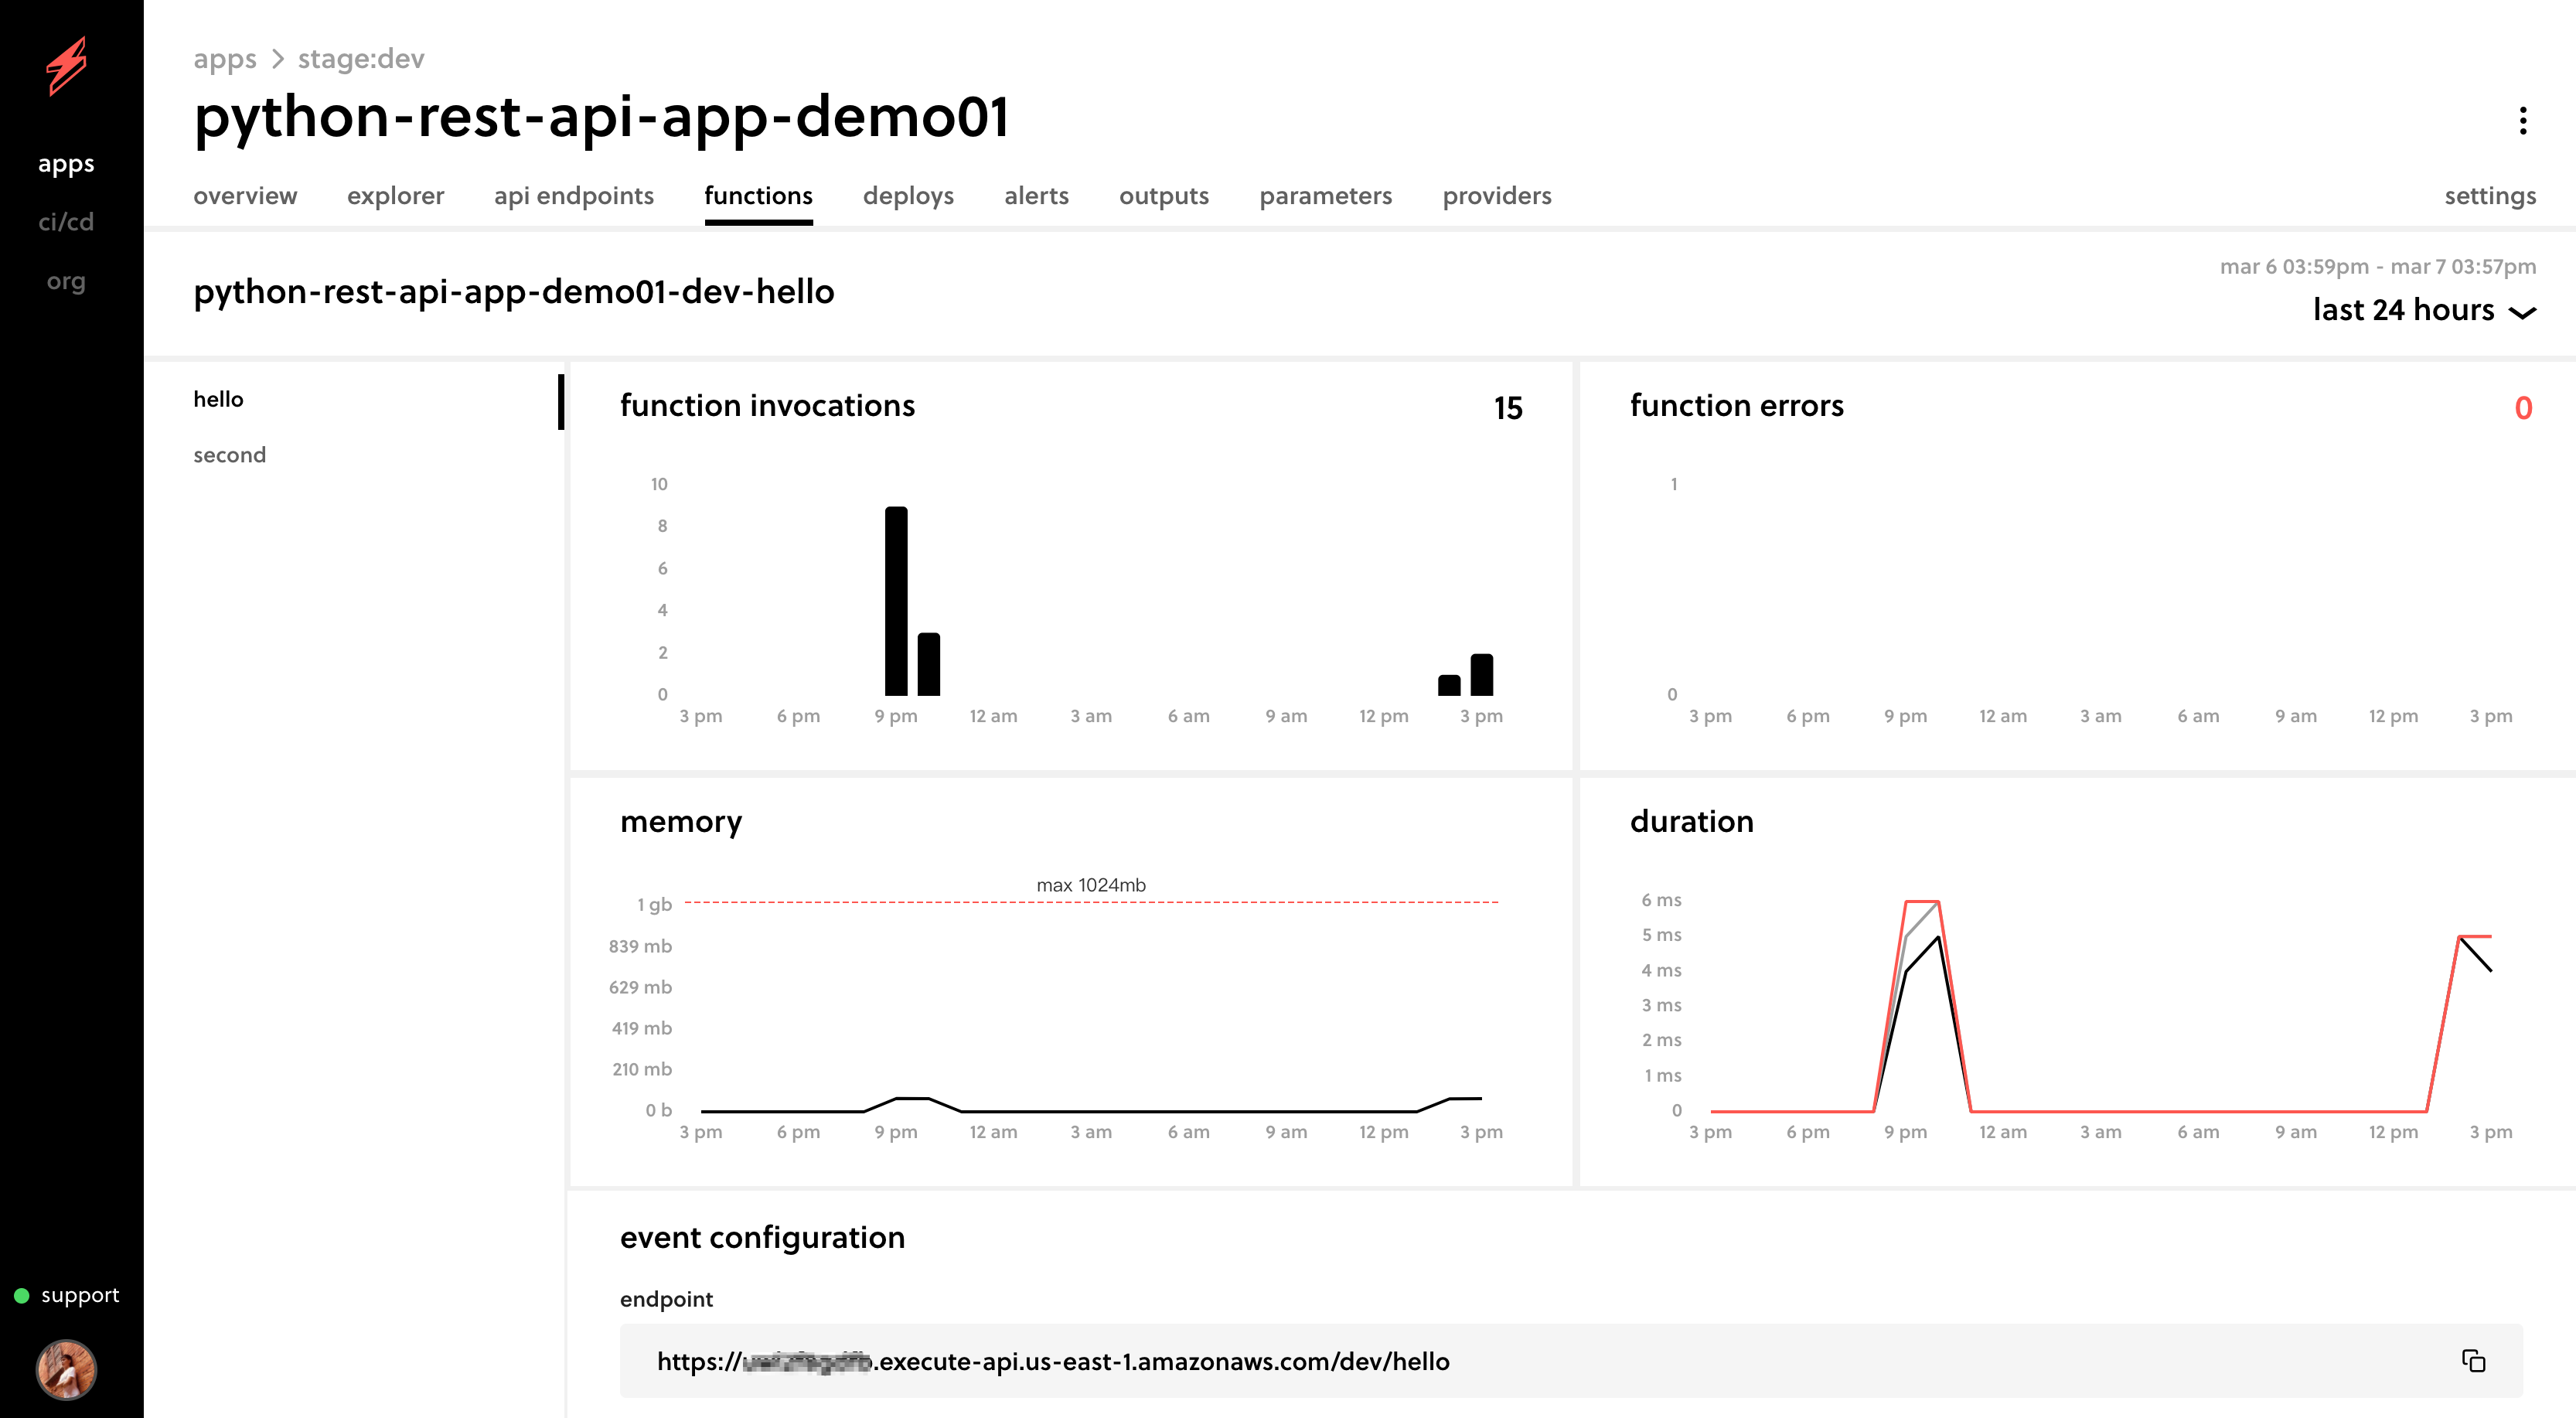 apps > stage:dev
python-rest-api-app-demo01
apps
ci/cd
org
overview explorer api endpoints functions deploys alerts outputs parameters providers settings
python-rest-api-app-demo01-dev-hello
mar 6 03:59pm - mar 7 03:57pm
last 24 hours
hello
second
function invocations 15
10
8
6
4
2
0
3 pm 6 pm 9 pm 12 am 3 am 6 am 9 am 12 pm 3 pm
function errors 0
1
0
3 pm 6 pm 9 pm 12 am 3 am 6 am 9 am 12 pm 3 pm
memory
max 1024mb
1 gb
839 mb
629 mb
419 mb
210 mb
0 b
3 pm 6 pm 9 pm 12 am 3 am 6 am 9 am 12 pm 3 pm
duration
6 ms
5 ms
4 ms
3 ms
2 ms
1 ms
0
3 pm 6 pm 9 pm 12 am 3 am 6 am 9 am 12 pm 3 pm
event configuration
endpoint
https:// .execute-api.us-east-1.amazonaws.com/dev/hello
support